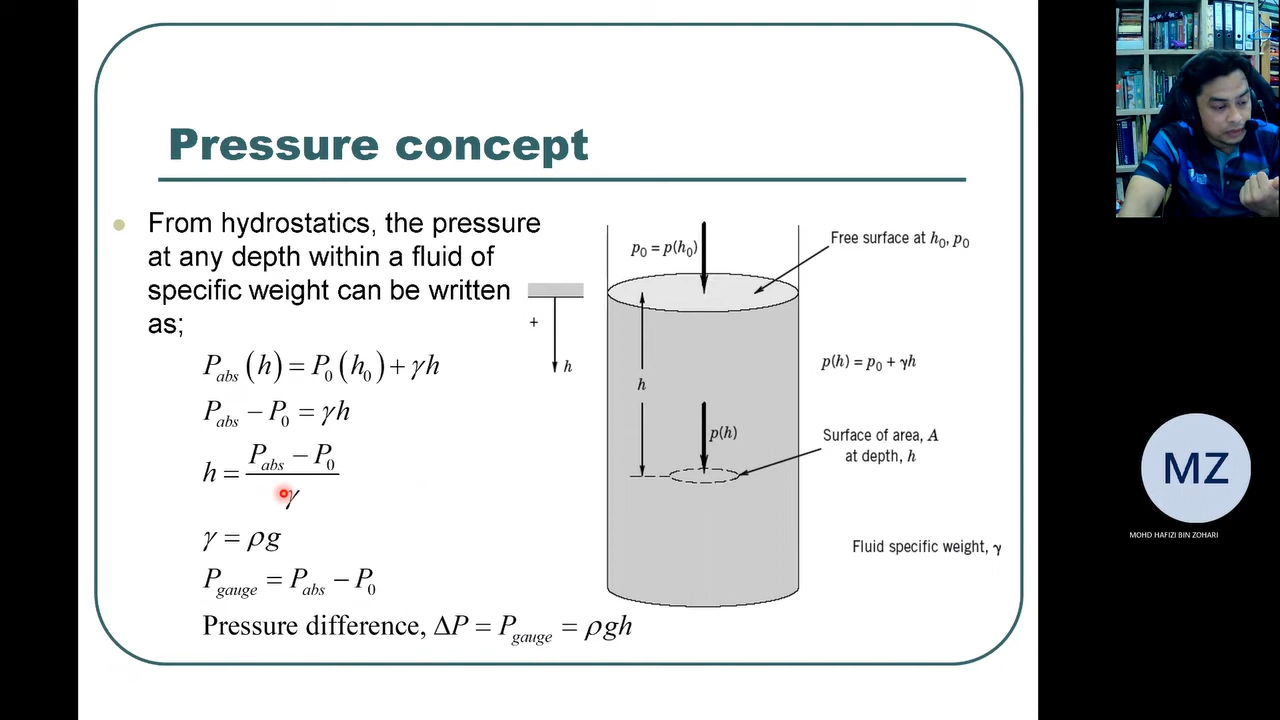 Pressure concept
From hydrostatics, the pressure
at any depth within a fluid of
specific weight can be written
as;
P_abs (h) = P_0 (h_0) + γh
P_abs − P_0 = γh
h = (P_abs − P_0) / γ
γ = ρg
P_gauge = P_abs − P_0
Pressure difference, ΔP = P_gauge = ρgh
+
h
p_0 = p(h_0)
Free surface at h_0, p_0
h
p(h) = p_0 + γh
p(h)
Surface of area, A
at depth, h
Fluid specific weight, γ
MZ
MOHD HAFIZI BIN ZOHARI